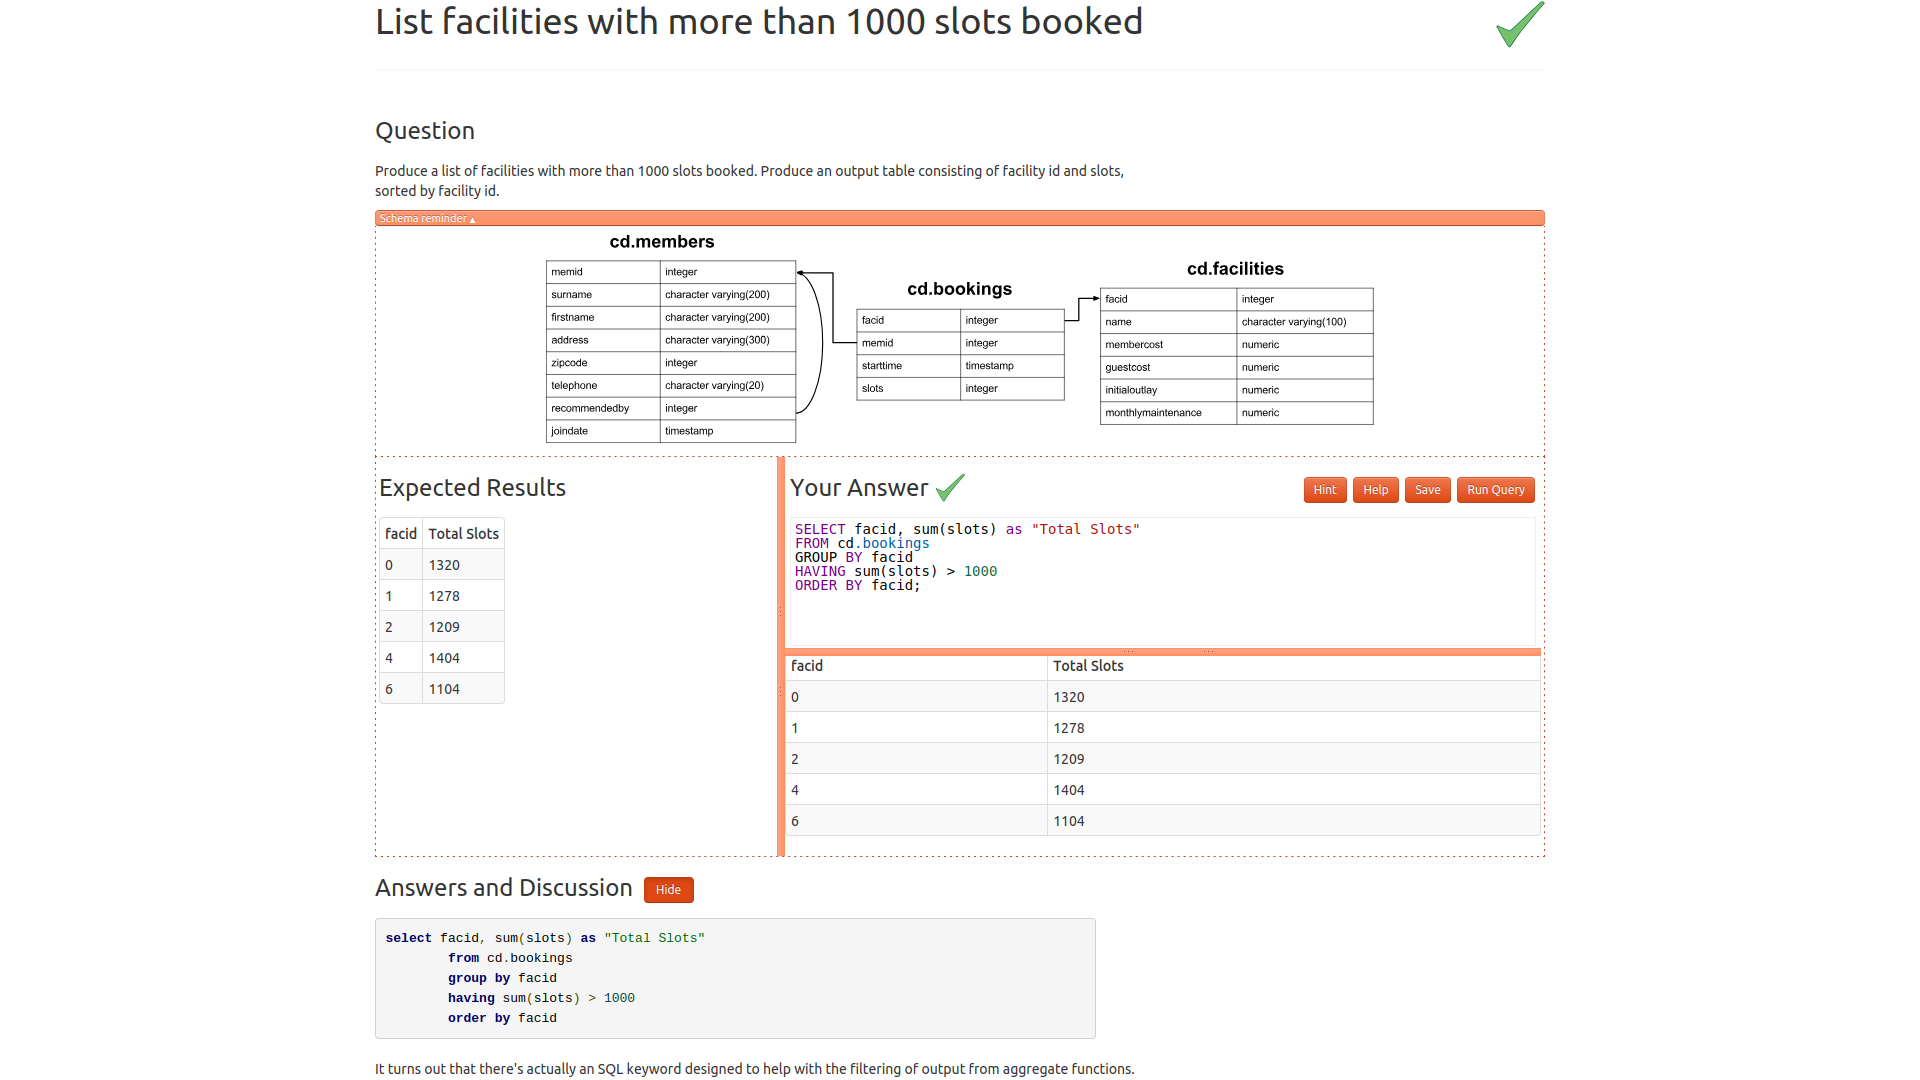 List facilities with more than 1000 slots booked
Question
Produce a list of facilities with more than 1000 slots booked. Produce an output table consisting of facility id and slots,
sorted by facility id.
Schema reminder ▴
cd.members
memid integer
surname character varying(200)
firstname character varying(200)
address character varying(300)
zipcode integer
telephone character varying(20)
recommendedby integer
joindate timestamp
cd.bookings
facid integer
memid integer
starttime timestamp
slots integer
cd.facilities
facid integer
name character varying(100)
membercost numeric
guestcost numeric
initialoutlay numeric
monthlymaintenance numeric
Expected Results
facid Total Slots
0 1320
1 1278
2 1209
4 1404
6 1104
Your Answer
Hint Help Save Run Query
SELECT facid, sum(slots) as "Total Slots"
FROM cd.bookings
GROUP BY facid
HAVING sum(slots) > 1000
ORDER BY facid;
facid Total Slots
0 1320
1 1278
2 1209
4 1404
6 1104
Answers and Discussion Hide
select facid, sum(slots) as "Total Slots"
from cd.bookings
group by facid
having sum(slots) > 1000
order by facid
It turns out that there's actually an SQL keyword designed to help with the filtering of output from aggregate functions.